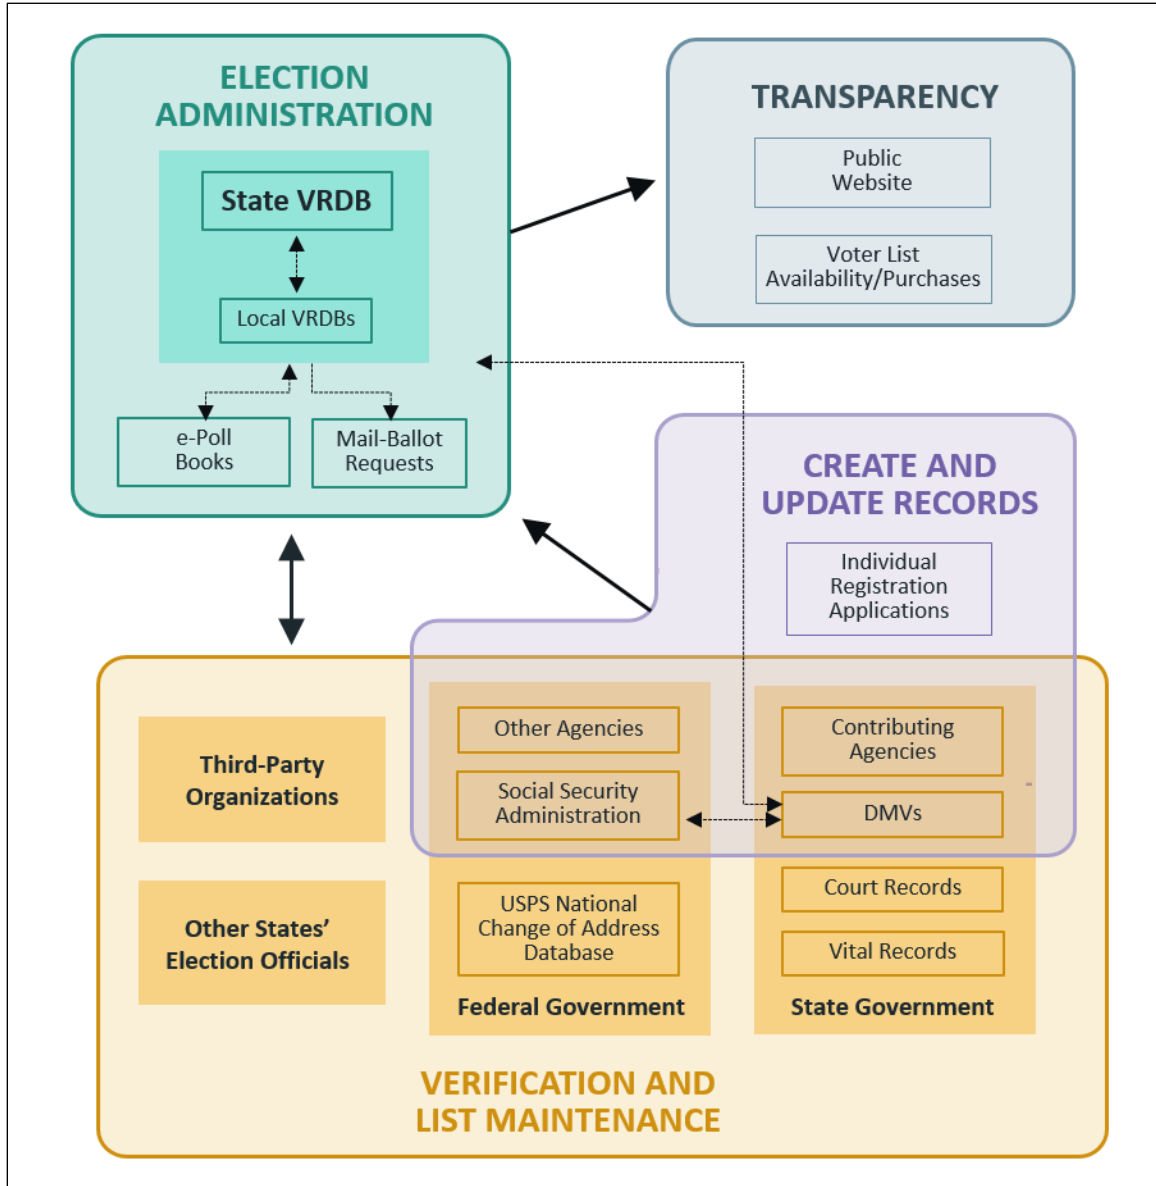 ELECTION
ADMINISTRATION
State VRDB
Local VRDBs
e-Poll
Books
Mail-Ballot
Requests
TRANSPARENCY
Public
Website
Voter List
Availability/Purchases
CREATE AND
UPDATE RECORDS
Individual
Registration
Applications
Third-Party
Organizations
Other States’
Election Officials
Other Agencies
Social Security
Administration
USPS National
Change of Address
Database
Federal Government
Contributing
Agencies
DMVs
Court Records
Vital Records
State Government
VERIFICATION AND
LIST MAINTENANCE